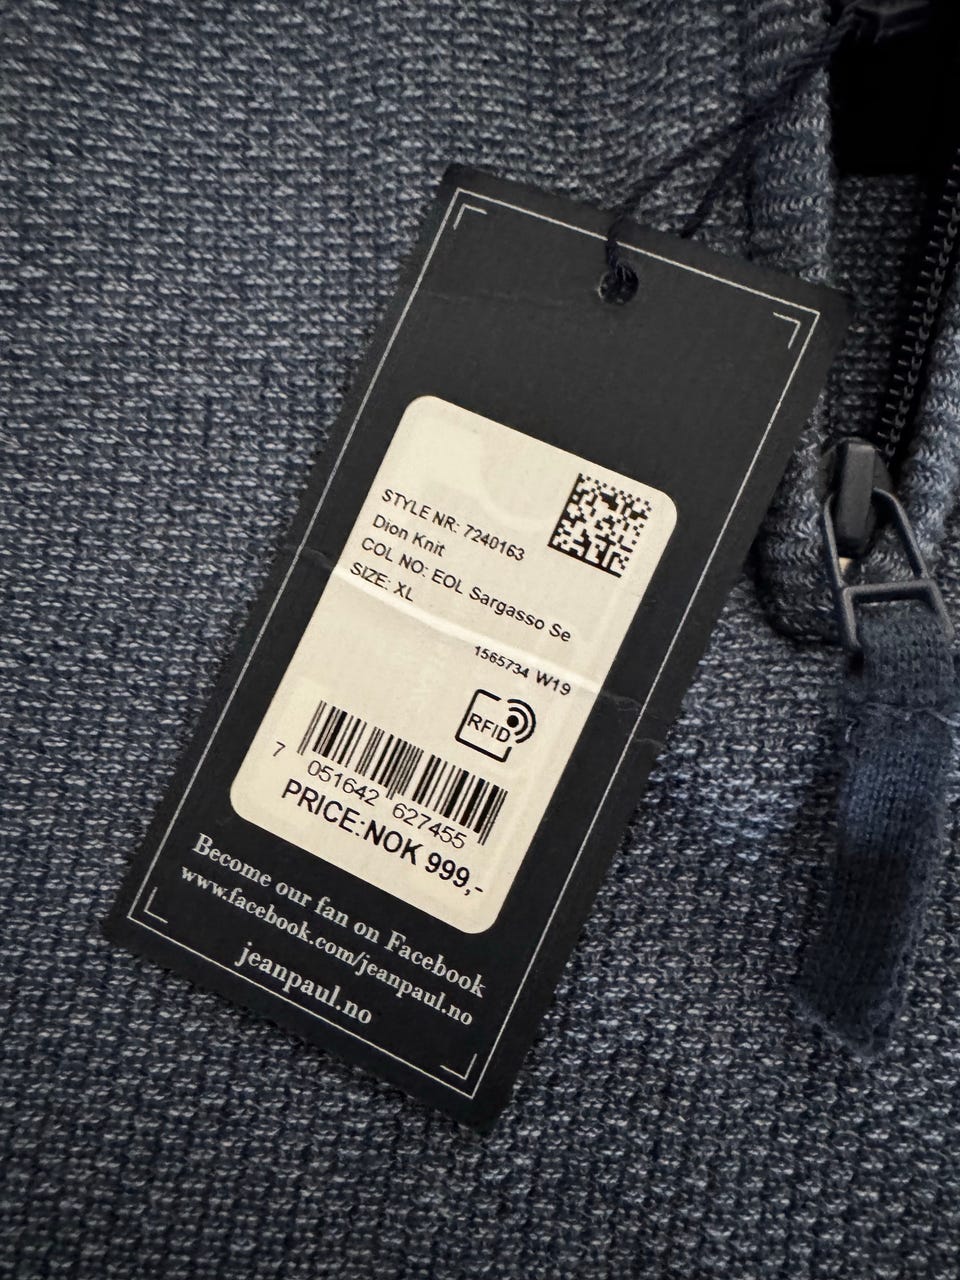 STYLE NR: 7240163
Dion Knit
COL NO: EOL Sargasso Se
SIZE: XL
1565734 W19
RFID
7 051642 627455
PRICE:NOK 999,-
Become our fan on Facebook
www.facebook.com/jeanpaul.no
jeanpaul.no